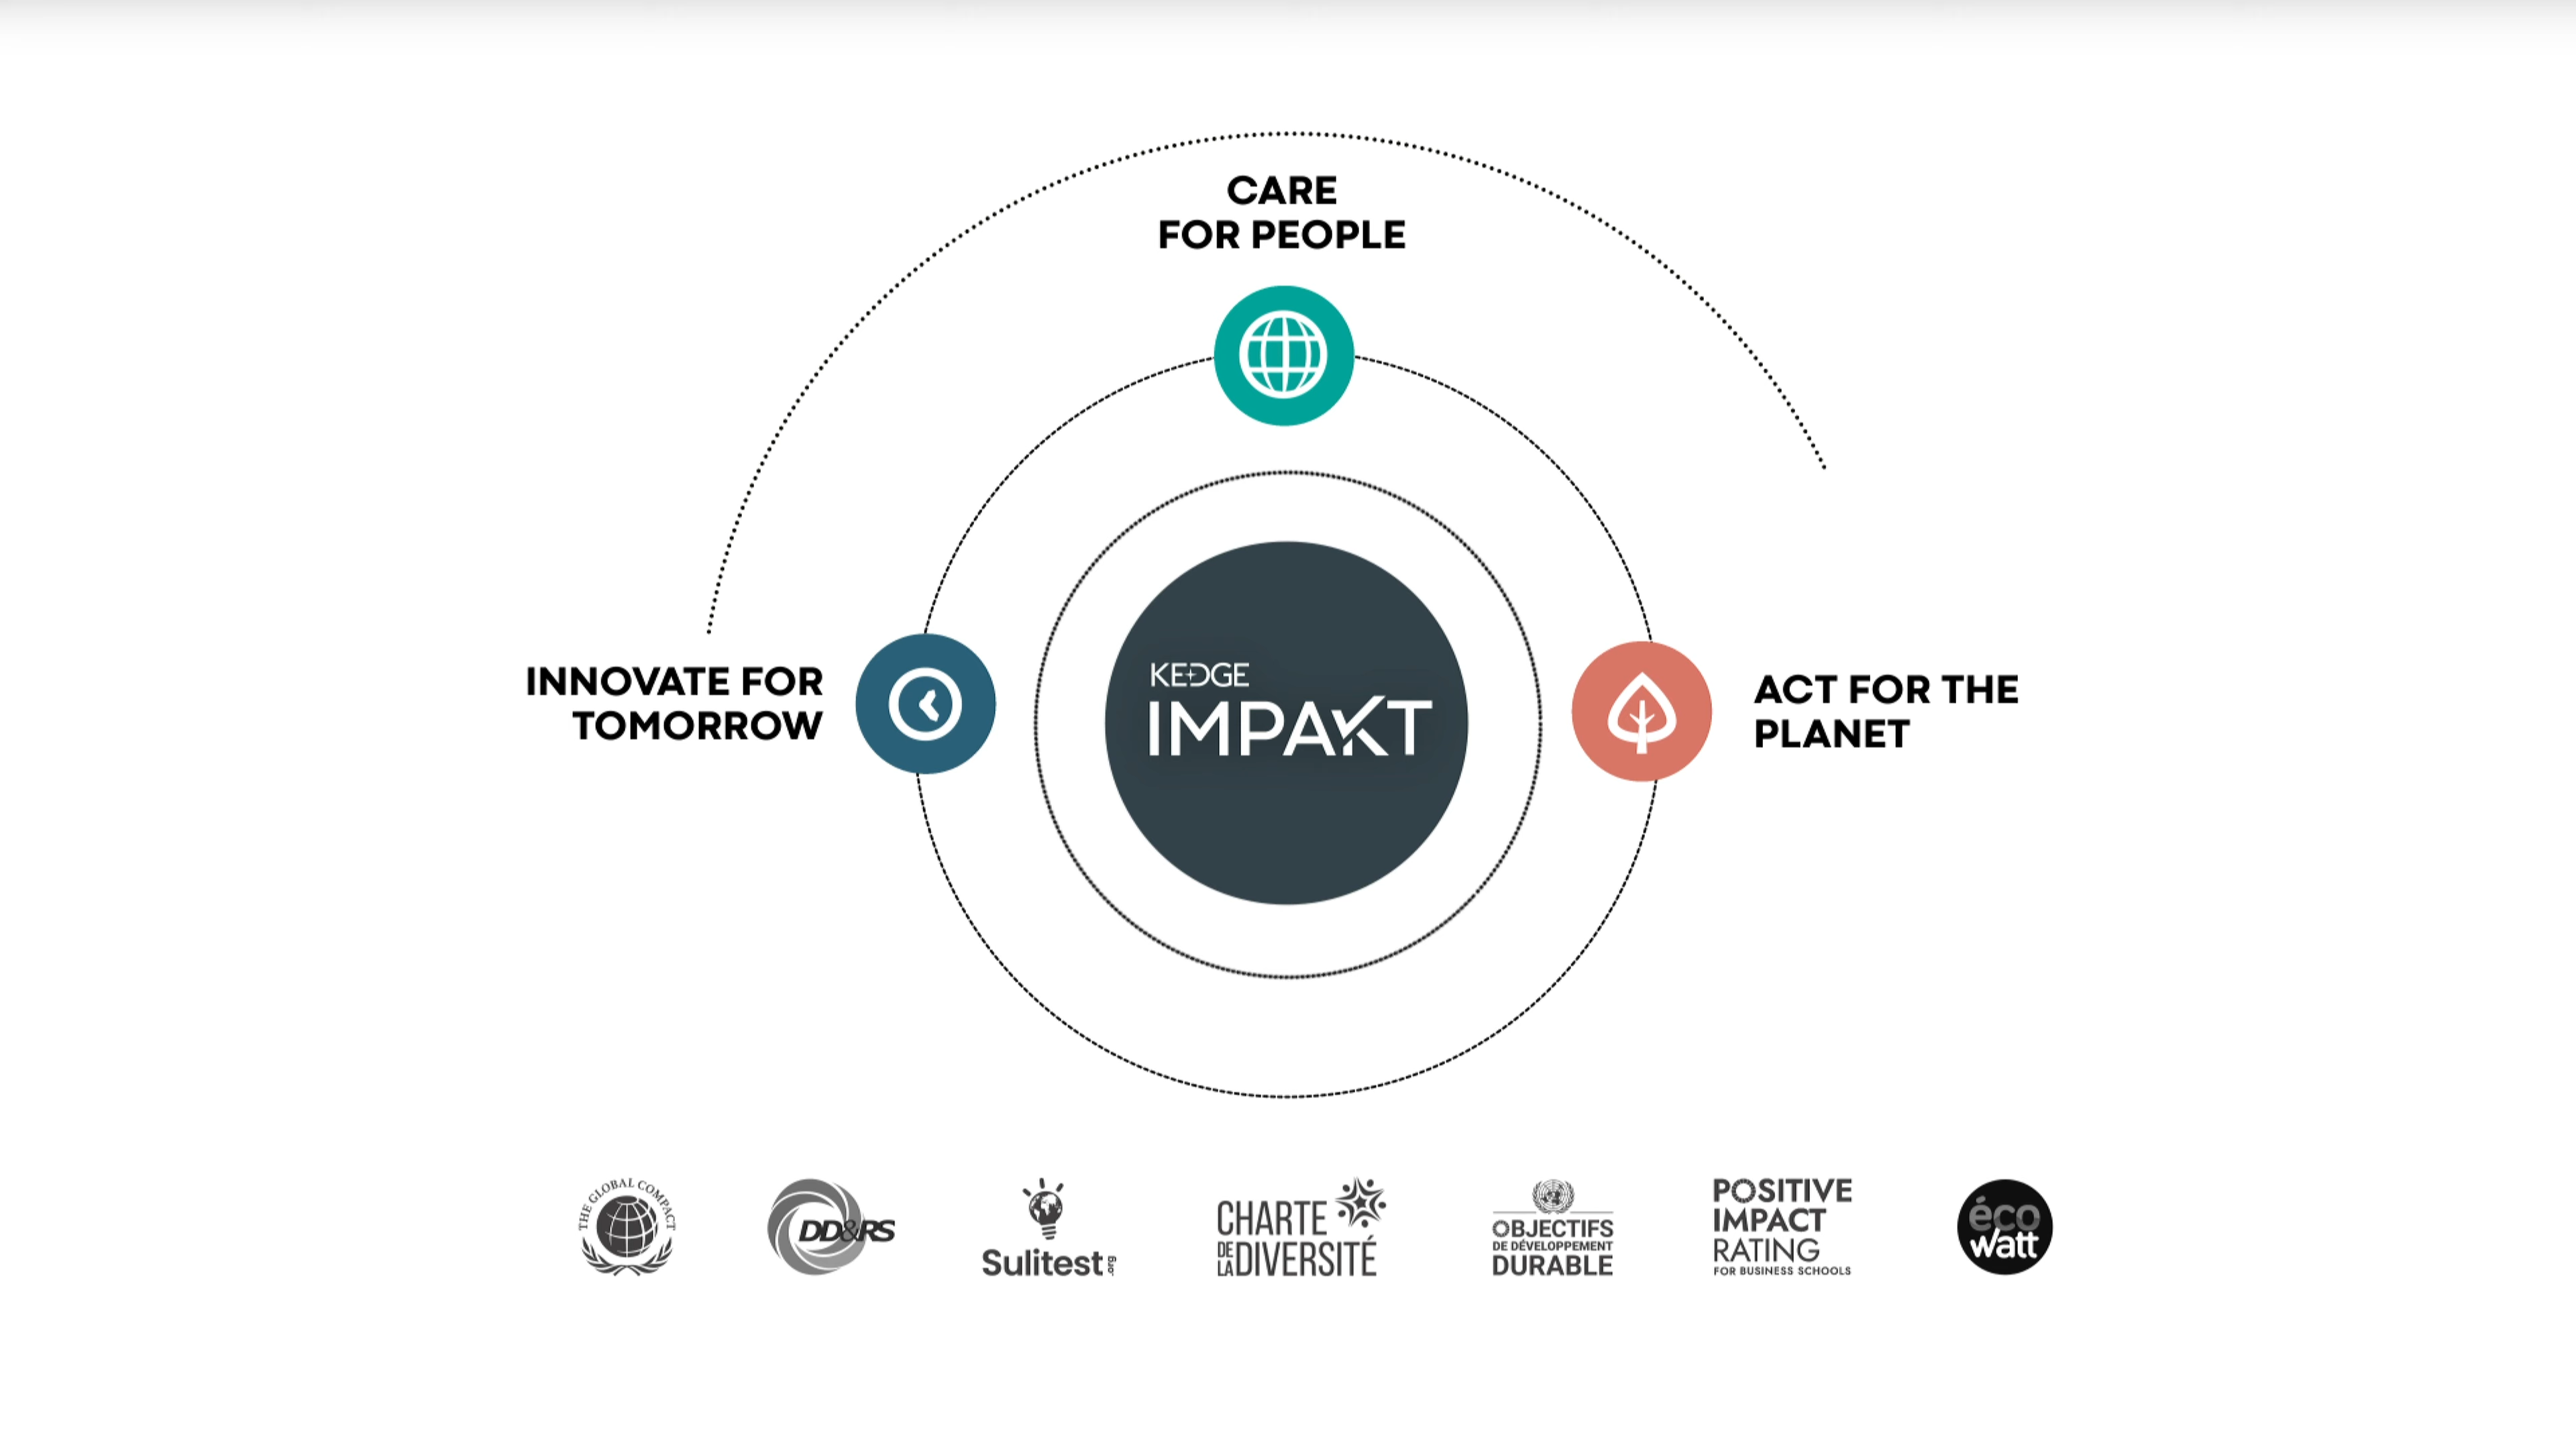 CARE
FOR PEOPLE
INNOVATE FOR
TOMORROW
KEDGE
IMPAKT
ACT FOR THE
PLANET
THE GLOBAL COMPACT
DD&RS
Sulitest.org
CHARTE
DE LA DIVERSITÉ
OBJECTIFS
DE DÉVELOPPEMENT
DURABLE
POSITIVE
IMPACT
RATING
FOR BUSINESS SCHOOLS
éco
watt